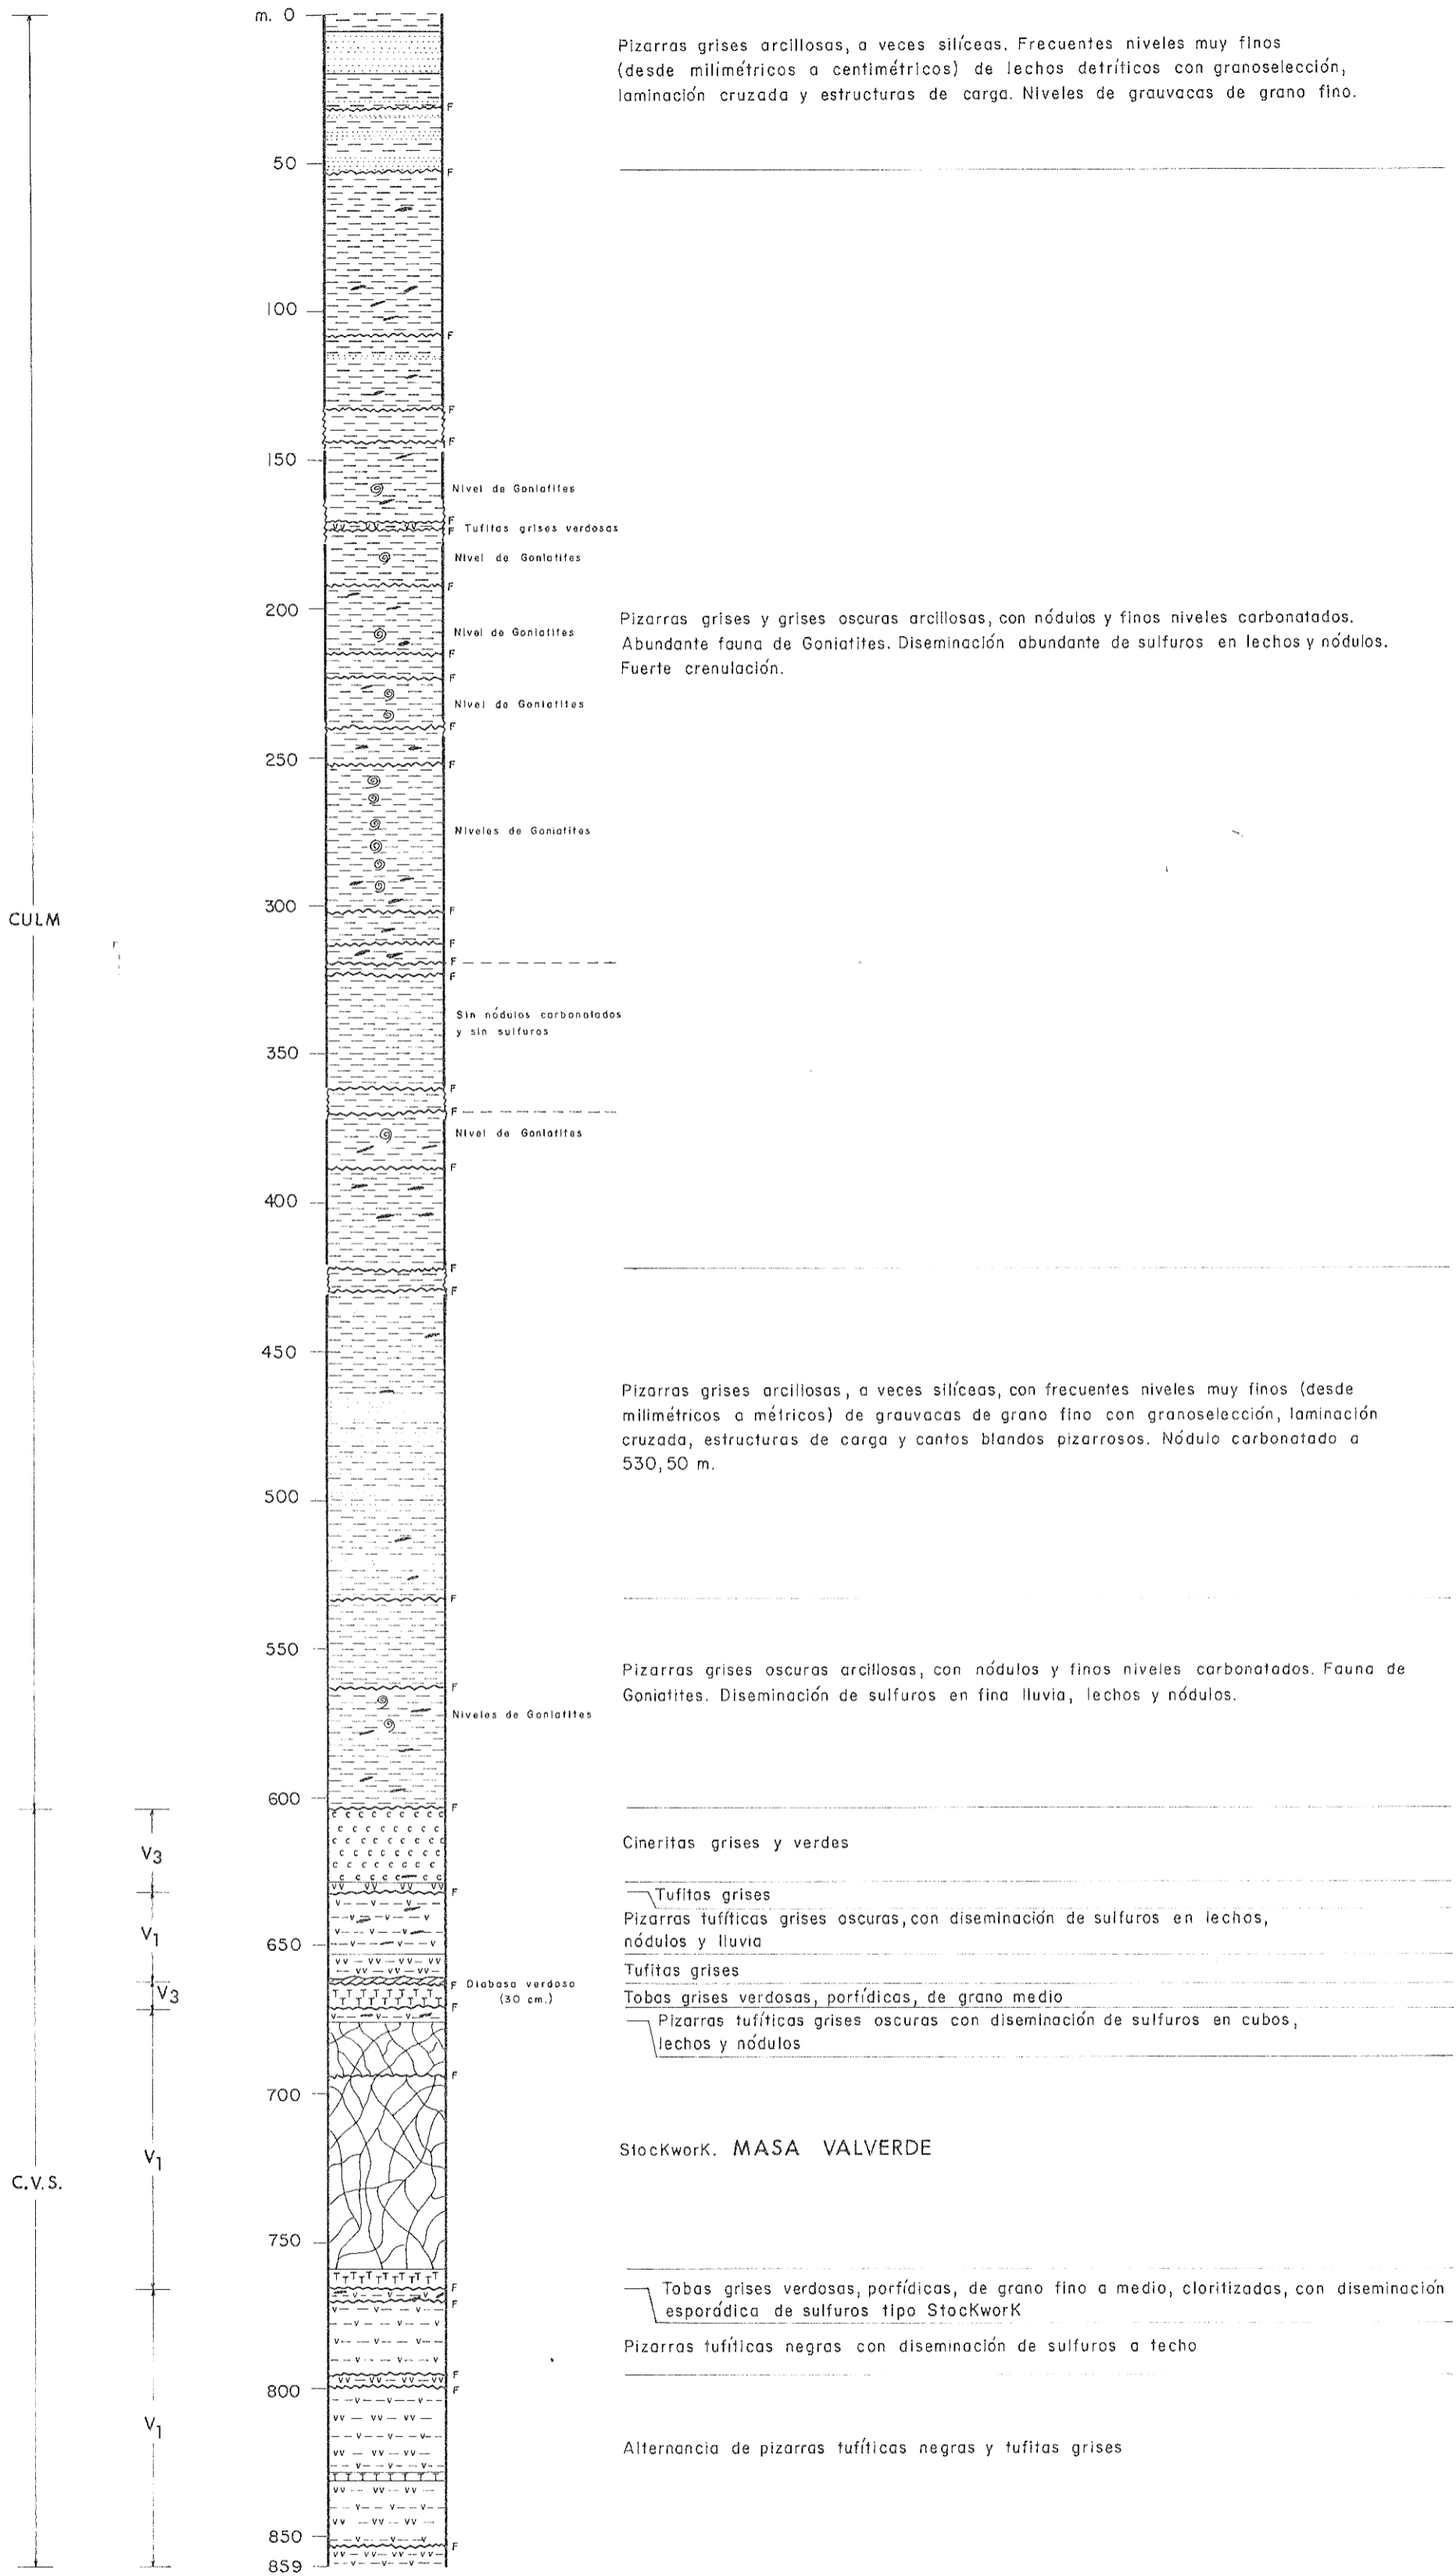 m. 0
Pizarras grises arcillosas, a veces silíceas. Frecuentes niveles muy finos
(desde milimétricos a centimétricos) de lechos detríticos con granoselección,
laminación cruzada y estructuras de carga. Niveles de grauvacas de grano fino.
F
50
F
100
F
F
F
150
Nivel de Goniatites
F
VV VV VV
F Tufitas grises verdosas
Nivel de Goniatites
F
200
Pizarras grises y grises oscuras arcillosas, con nódulos y finos niveles carbonatados.
Nivel de Goniatites
Abundante fauna de Goniatites. Diseminación abundante de sulfuros en lechos y nódulos.
F
Fuerte crenulación.
F
Nivel de Goniatites
F
250
F
Niveles de Goniatites
300
F
CULM
F
F
F
Sin nódulos carbonatados
y sin sulfuros
350
F
F
Nivel de Goniatites
F
400
F
F
450
Pizarras grises arcillosas, a veces silíceas, con frecuentes niveles muy finos (desde
milimétricos a métricos) de grauvacas de grano fino con granoselección, laminación
cruzada, estructuras de carga y cantos blandos pizarrosos. Nódulo carbonatado a
530,50 m.
500
F
550
Pizarras grises oscuras arcillosas, con nódulos y finos niveles carbonatados. Fauna de
F
Goniatites. Diseminación de sulfuros en fina lluvia, lechos y nódulos.
Niveles de Goniatites
600
F
V3
Cineritas grises y verdes
F
Tufitas grises
V1
Pizarras tufíticas grises oscuras, con diseminación de sulfuros en lechos,
nódulos y lluvia
650
Tufitas grises
F Diabasa verdosa
(30 cm.)
V3
Tobas grises verdosas, porfídicas, de grano medio
F
Pizarras tufíticas grises oscuras con diseminación de sulfuros en cubos,
lechos y nódulos
F
700
StocKworK. MASA VALVERDE
V1
C.V.S.
750
F
Tobas grises verdosas, porfídicas, de grano fino a medio, cloritizadas, con diseminación
F
esporádica de sulfuros tipo StocKworK
Pizarras tufíticas negras con diseminación de sulfuros a techo
F
800
F
V1
Alternancia de pizarras tufíticas negras y tufitas grises
850
F
859